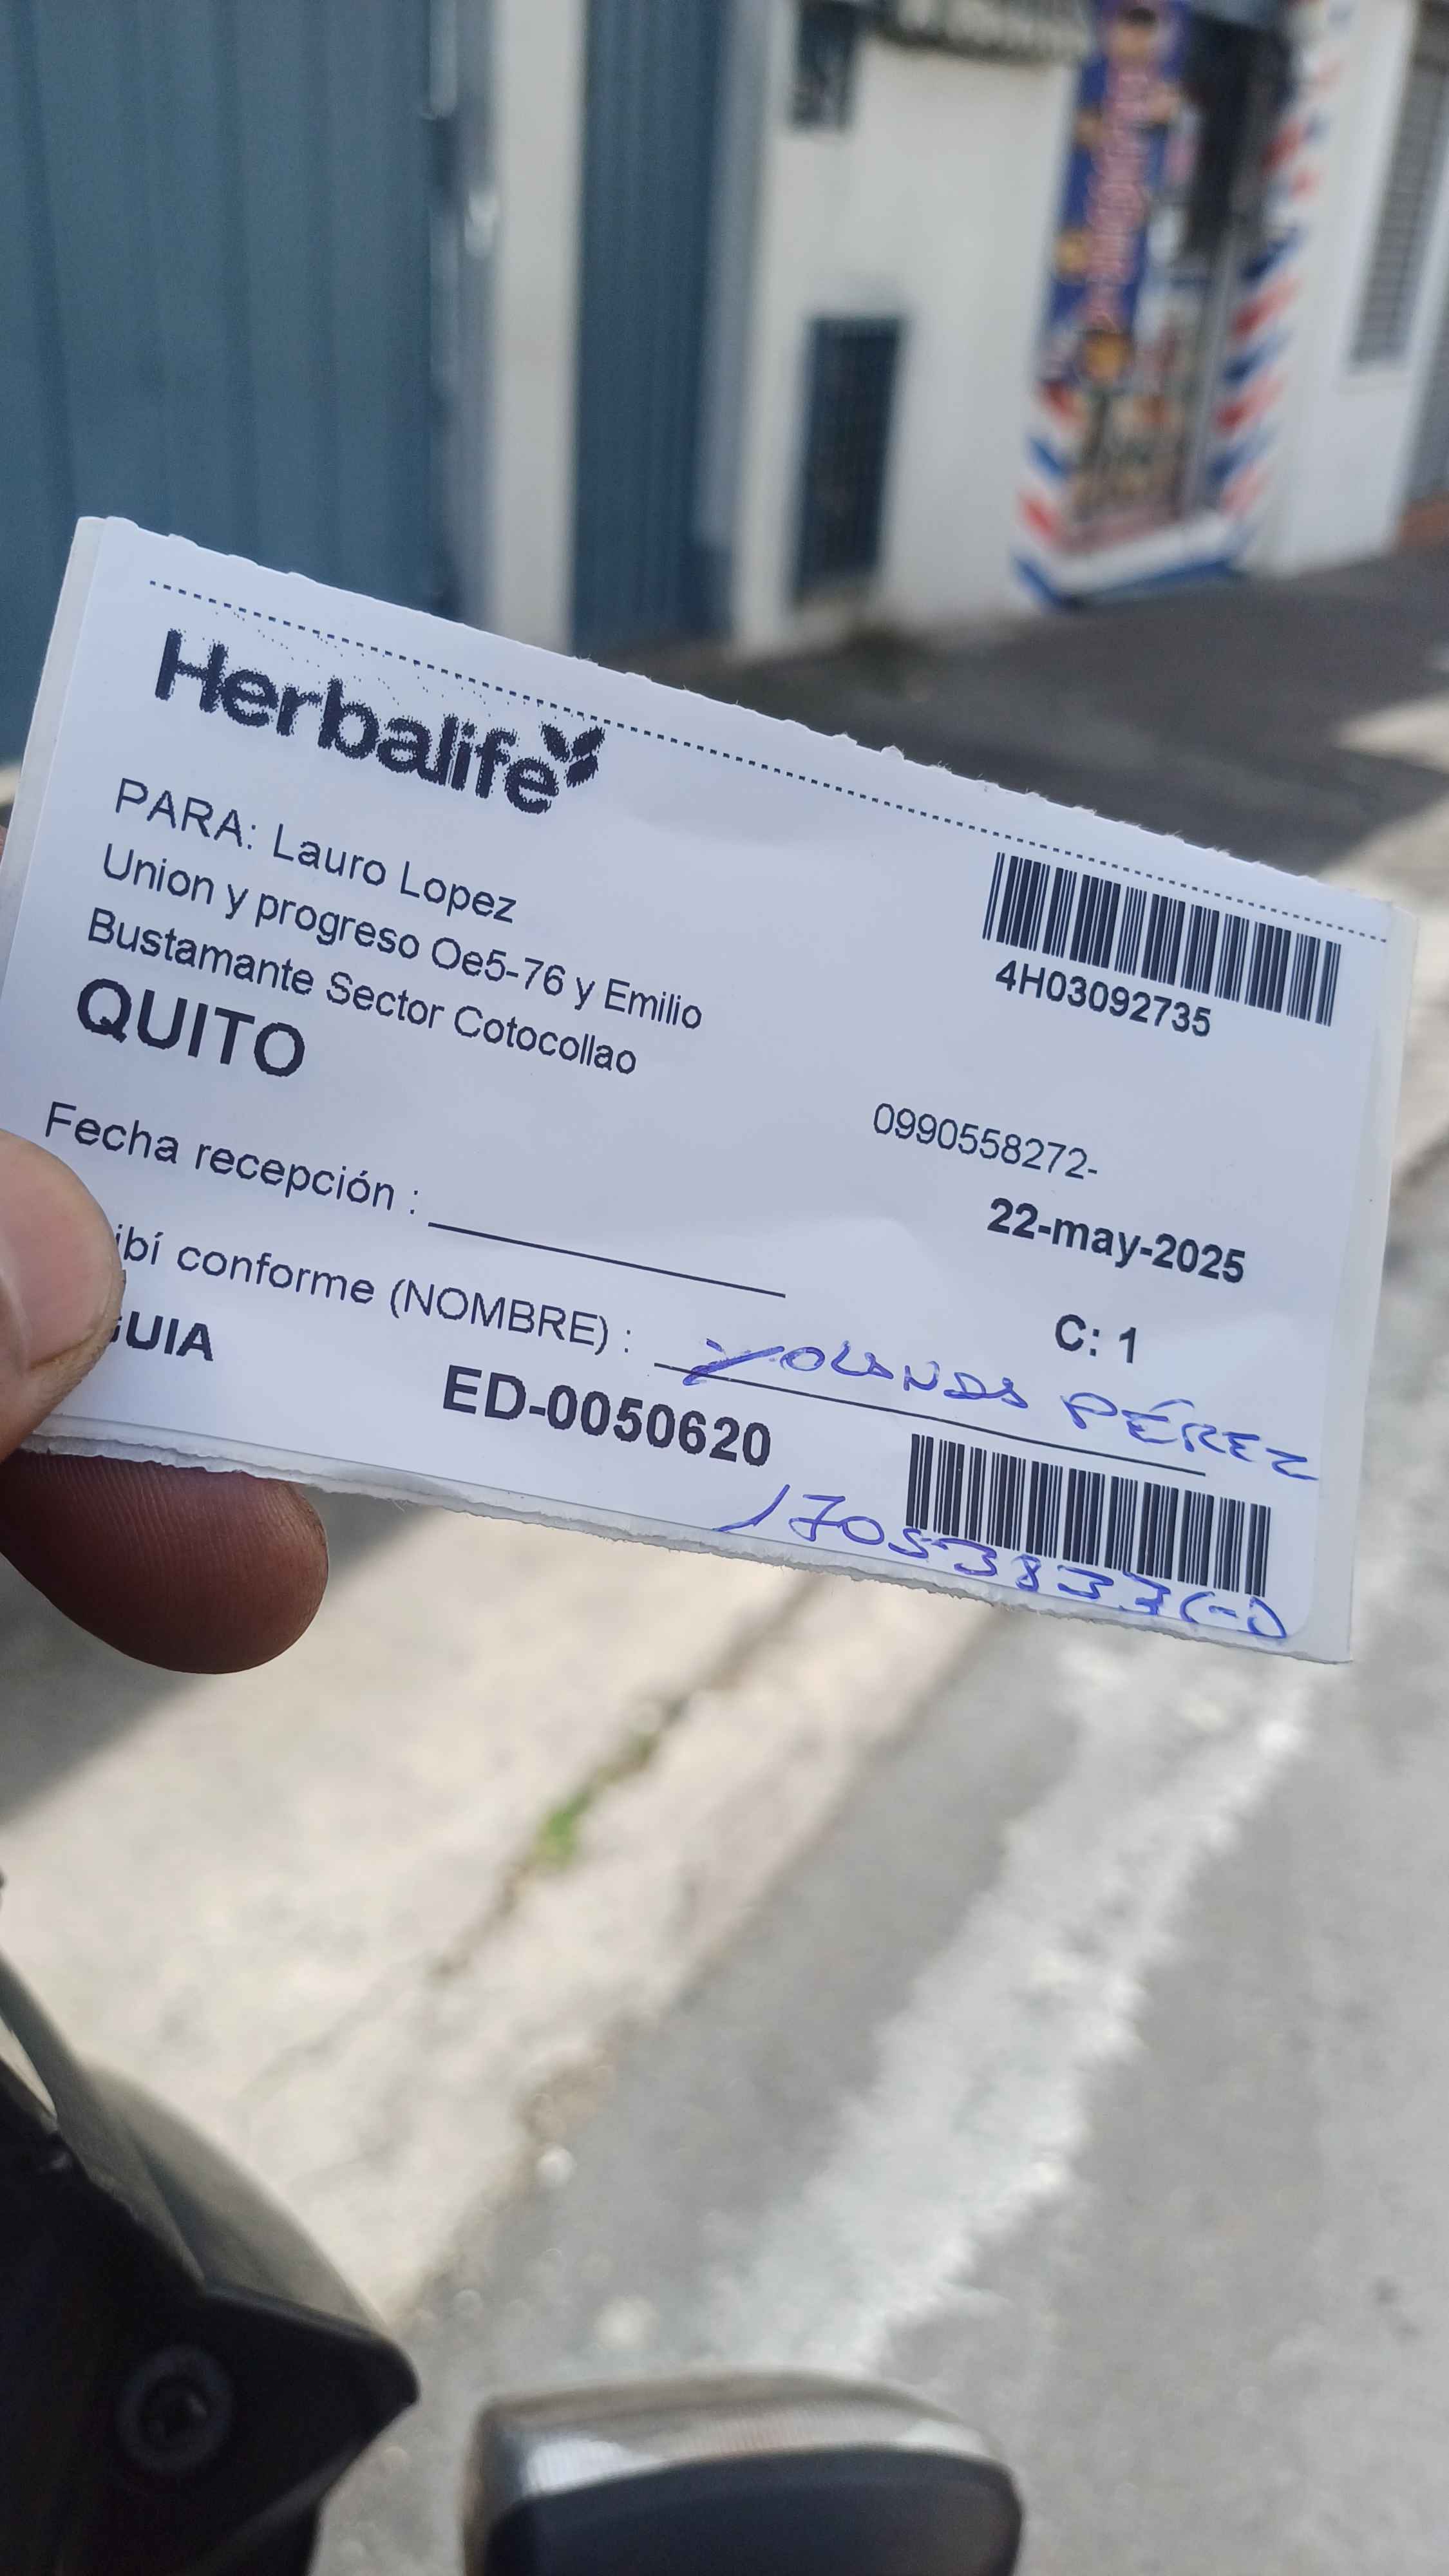 Herbalife
PARA: Lauro Lopez
Union y progreso Oe5-76 y Emilio
Bustamante Sector Cotocollao
QUITO
4H03092735
0990558272-
22-may-2025
C: 1
Fecha recepción :
ibí conforme (NOMBRE) : YOLANDA PÉREZ
GUIA
ED-0050620